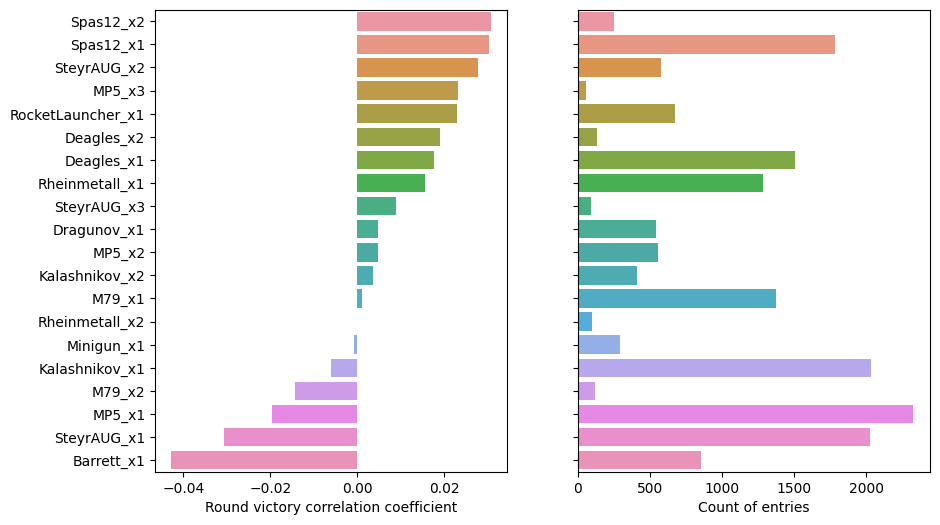 Spas12_x2
Spas12_x1
SteyrAUG_x2
MP5_x3
RocketLauncher_x1
Deagles_x2
Deagles_x1
Rheinmetall_x1
SteyrAUG_x3
Dragunov_x1
MP5_x2
Kalashnikov_x2
M79_x1
Rheinmetall_x2
Minigun_x1
Kalashnikov_x1
M79_x2
MP5_x1
SteyrAUG_x1
Barrett_x1
−0.04 −0.02 0.00 0.02
Round victory correlation coefficient
0 500 1000 1500 2000
Count of entries